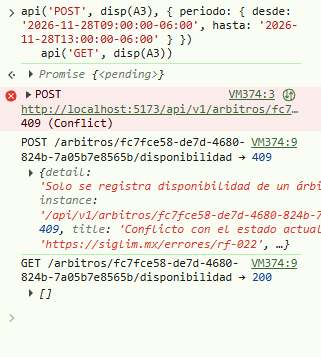 api('POST', disp(A3), { periodo: { desde:
'2026-11-28T09:00:00-06:00', hasta: '2026-
11-28T13:00:00-06:00' } })
api('GET', disp(A3))
Promise {<pending>}
POST VM374:3
http://localhost:5173/api/v1/arbitros/fc7…
409 (Conflict)
POST /arbitros/fc7fce58-de7d-4680- VM374:9
824b-7a05b7e8565b/disponibilidad → 409
{detail:
'Solo se registra disponibilidad de un árbi
instance:
'/api/v1/arbitros/fc7fce58-de7d-4680-824b-7
409, title: 'Conflicto con el estado actual
'https://siglim.mx/errores/rf-022', …}
GET /arbitros/fc7fce58-de7d-4680- VM374:9
824b-7a05b7e8565b/disponibilidad → 200
[]